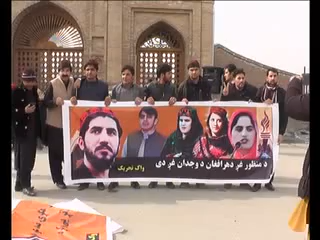 د منظور غږ د هر افغان د وجدان غږ دی
واک تحریک